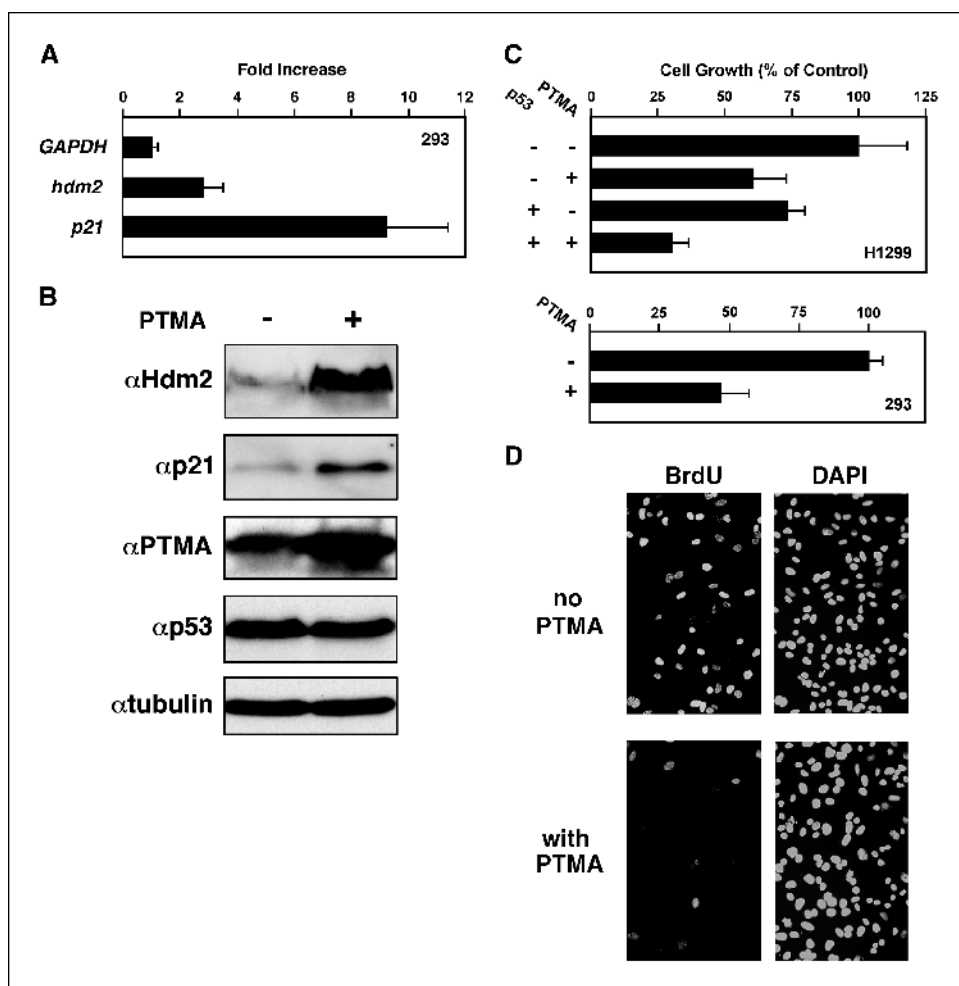 A
Fold Increase
0 2 4 6 8 10 12
GAPDH
hdm2
p21
293
B
PTMA - +
αHdm2
αp21
αPTMA
αp53
αtubulin
C
Cell Growth (% of Control)
p53 PTMA 0 25 50 75 100 125
- -
- +
+ -
+ +
H1299
PTMA 0 25 50 75 100
-
+
293
D
BrdU DAPI
no
PTMA
with
PTMA